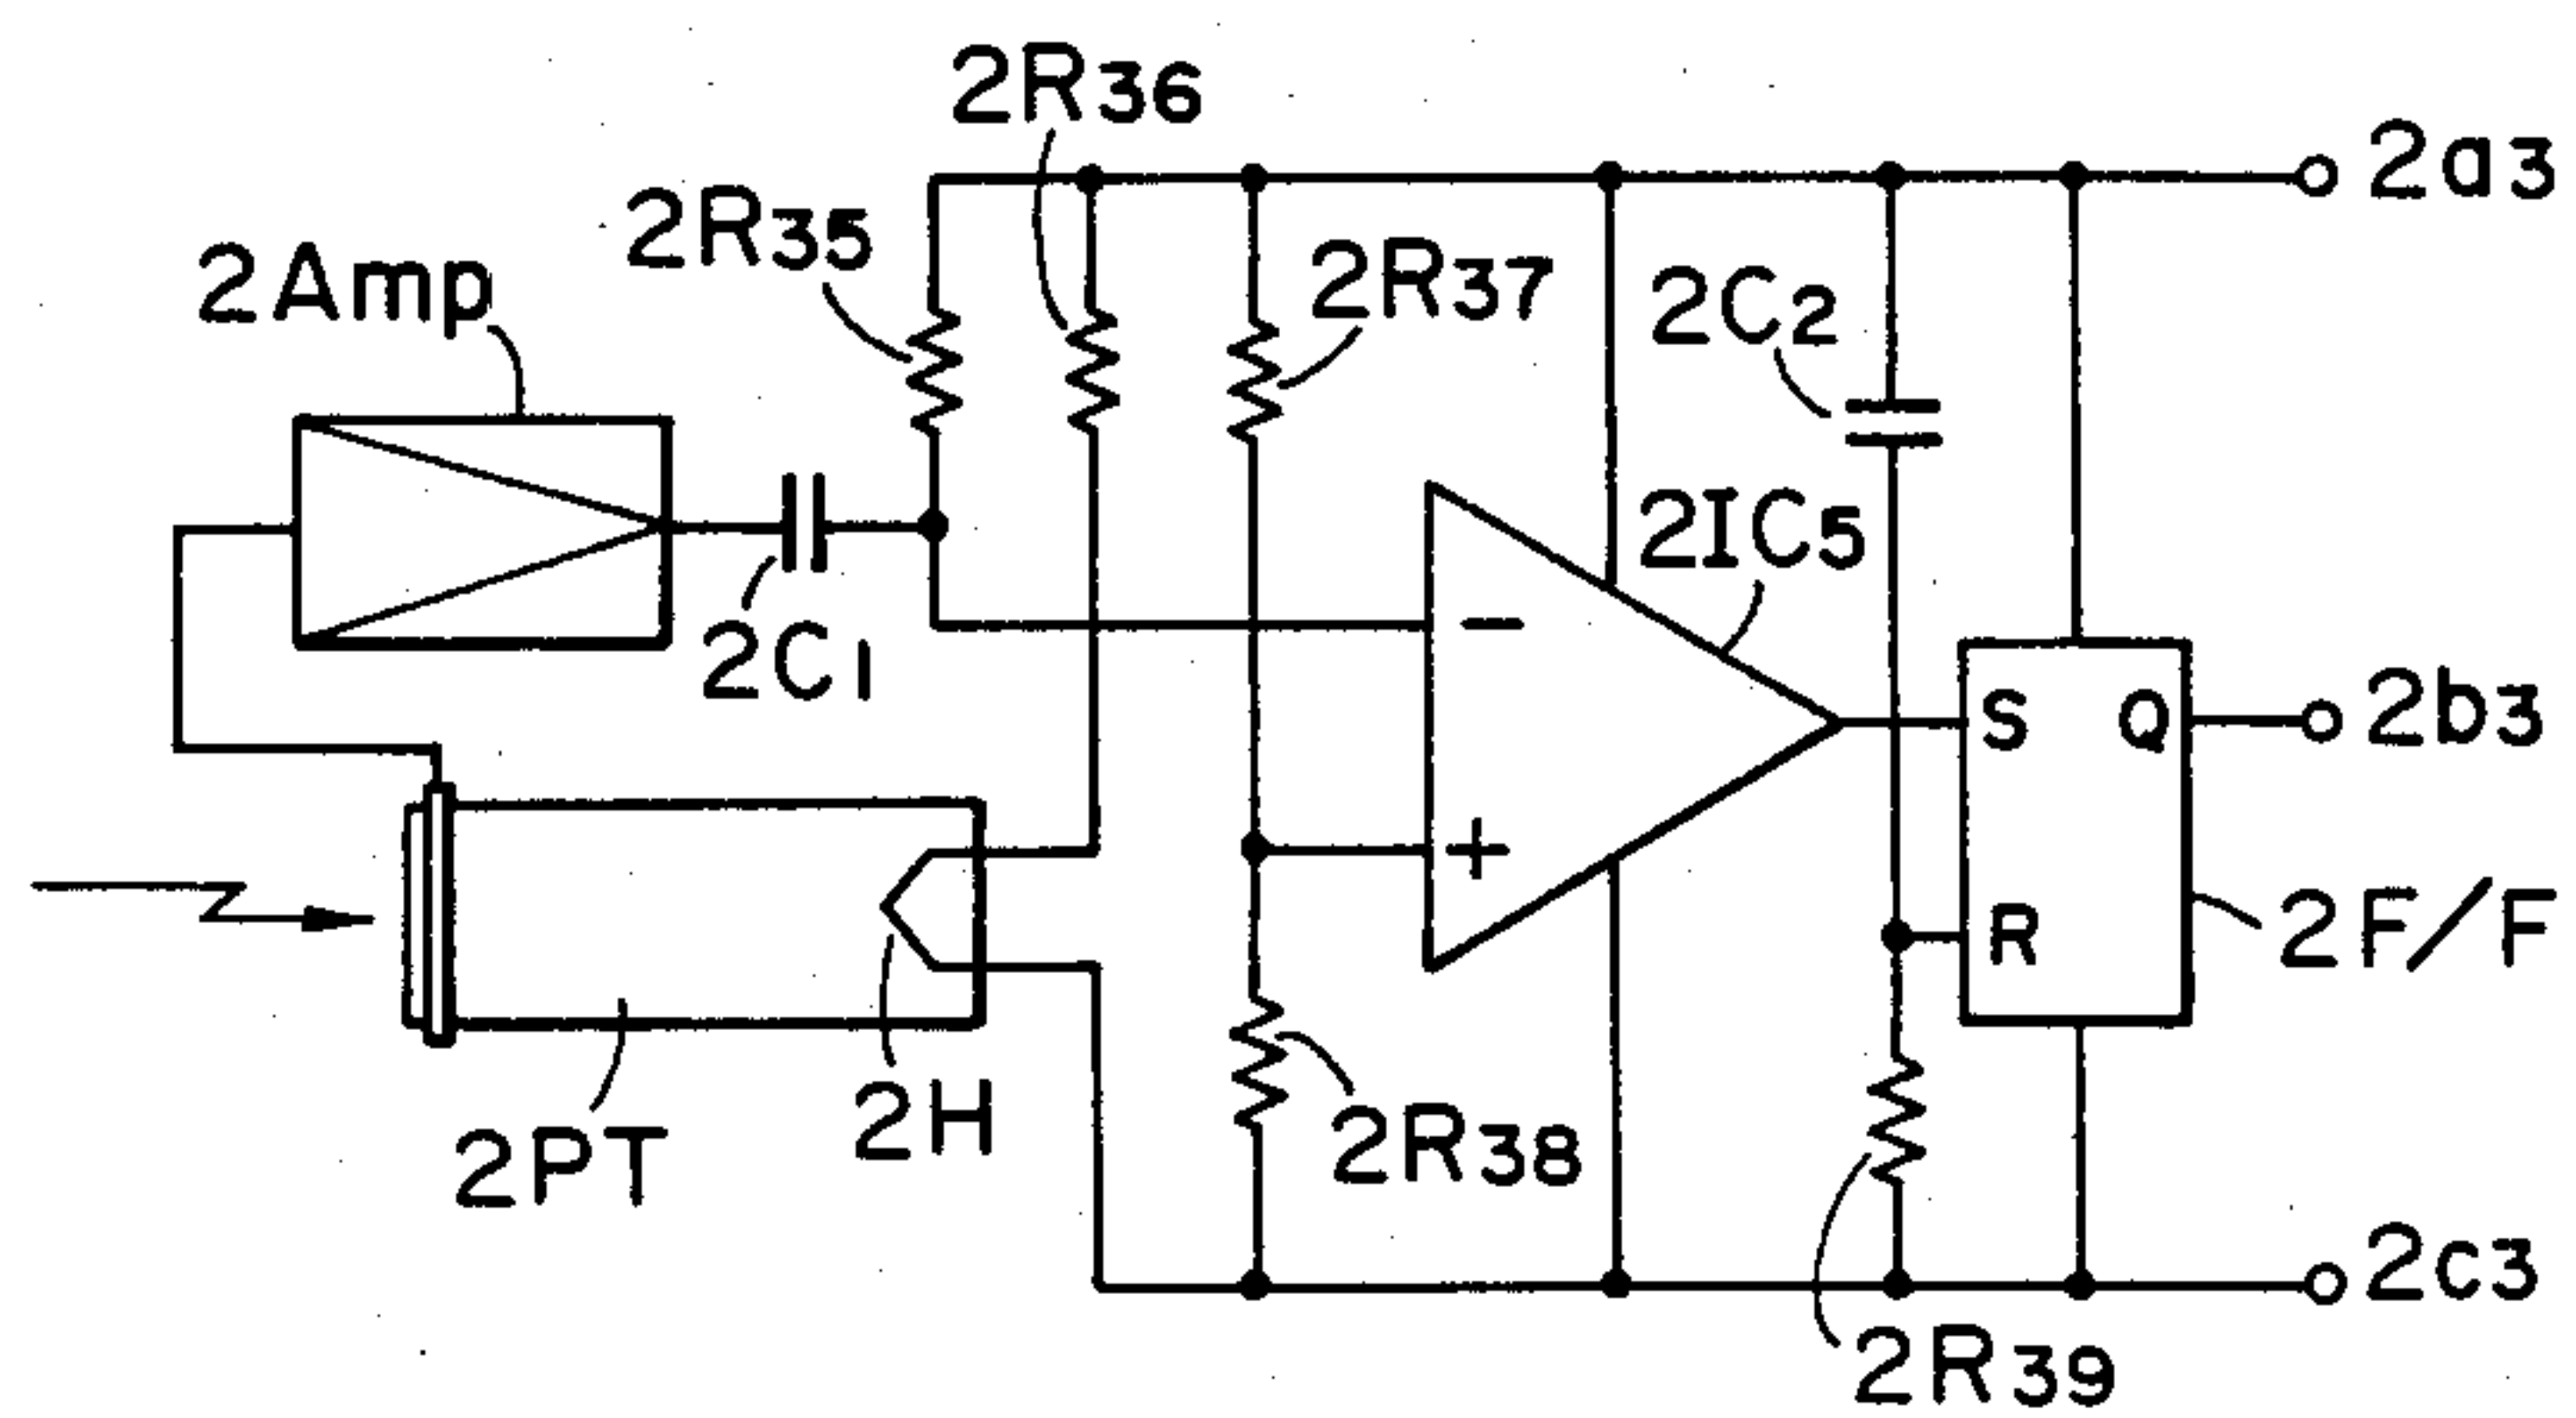 2R36
2a3
2R35
2Amp
2R37
2C2
2IC5
2C1
−
S Q
2b3
+
R
2F/F
2H
2R38
2PT
2c3
2R39